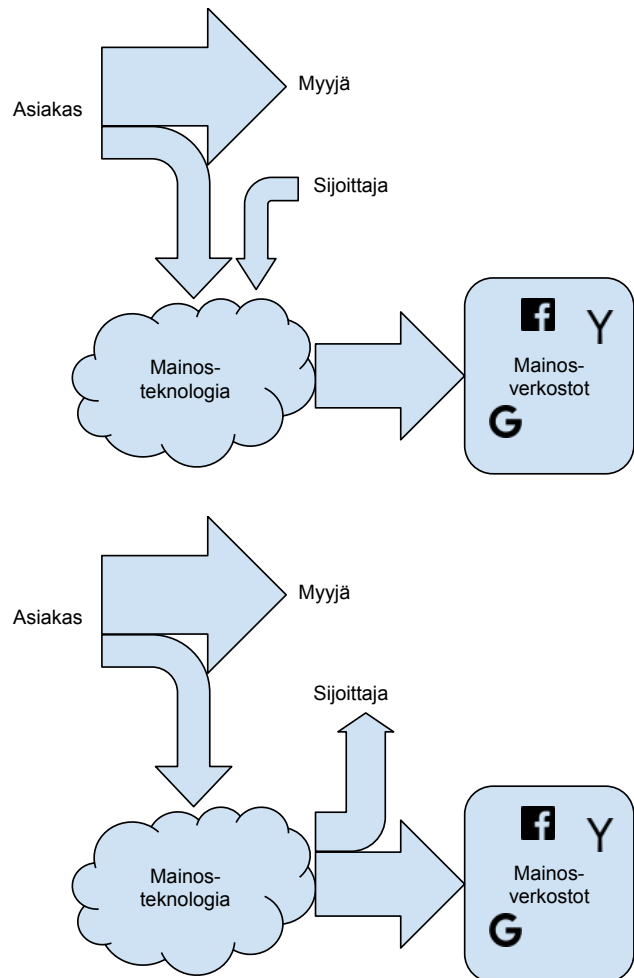 Myyjä
Asiakas
Sijoittaja
Mainos-
teknologia
Y
Mainos-
verkostot
G
Myyjä
Asiakas
Sijoittaja
Mainos-
teknologia
Y
Mainos-
verkostot
G